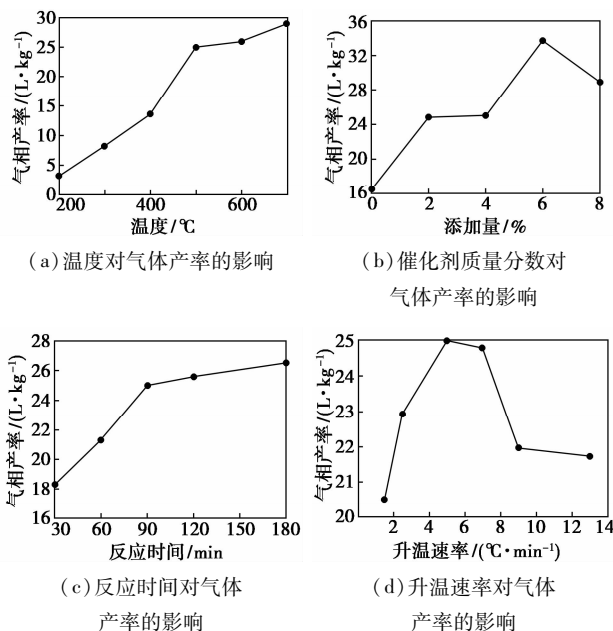 气相产率/(L·kg⁻¹)
30
25
20
15
10
5
0
200 400 600
温度/℃
(a)温度对气体产率的影响
气相产率/(L·kg⁻¹)
36
32
28
24
20
16
0 2 4 6 8
添加量/%
(b)催化剂质量分数对
气体产率的影响
气相产率/(L·kg⁻¹)
28
26
24
22
20
18
16
30 60 90 120 150 180
反应时间/min
(c)反应时间对气体
产率的影响
气相产率/(L·kg⁻¹)
25
25
23
22
21
20
2 4 6 8 10 12 14
升温速率/(℃·min⁻¹)
(d)升温速率对气体
产率的影响